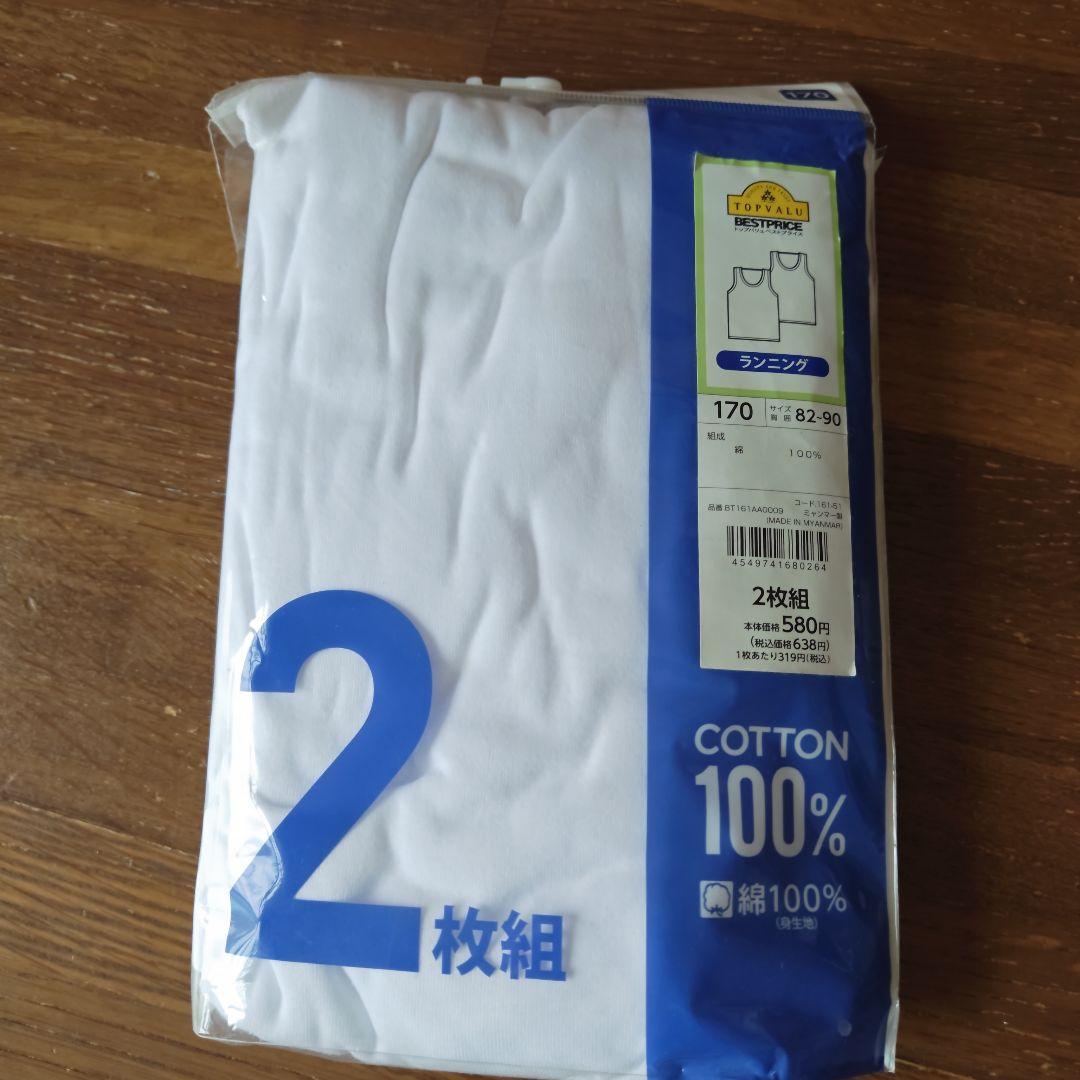 170
TOPVALU
BESTPRICE
トップバリュ ベストプライス
ランニング
170 サイズ 胸囲 82~90
組成
綿 100%
コード.161-51
品番.BT161AA0009 ミャンマー製
(MADE IN MYANMAR)
4549741680264
2枚組
本体価格 580円
(税込価格638円)
1枚あたり319円(税込)
COTTON
100%
綿100%
(身生地)
2枚組